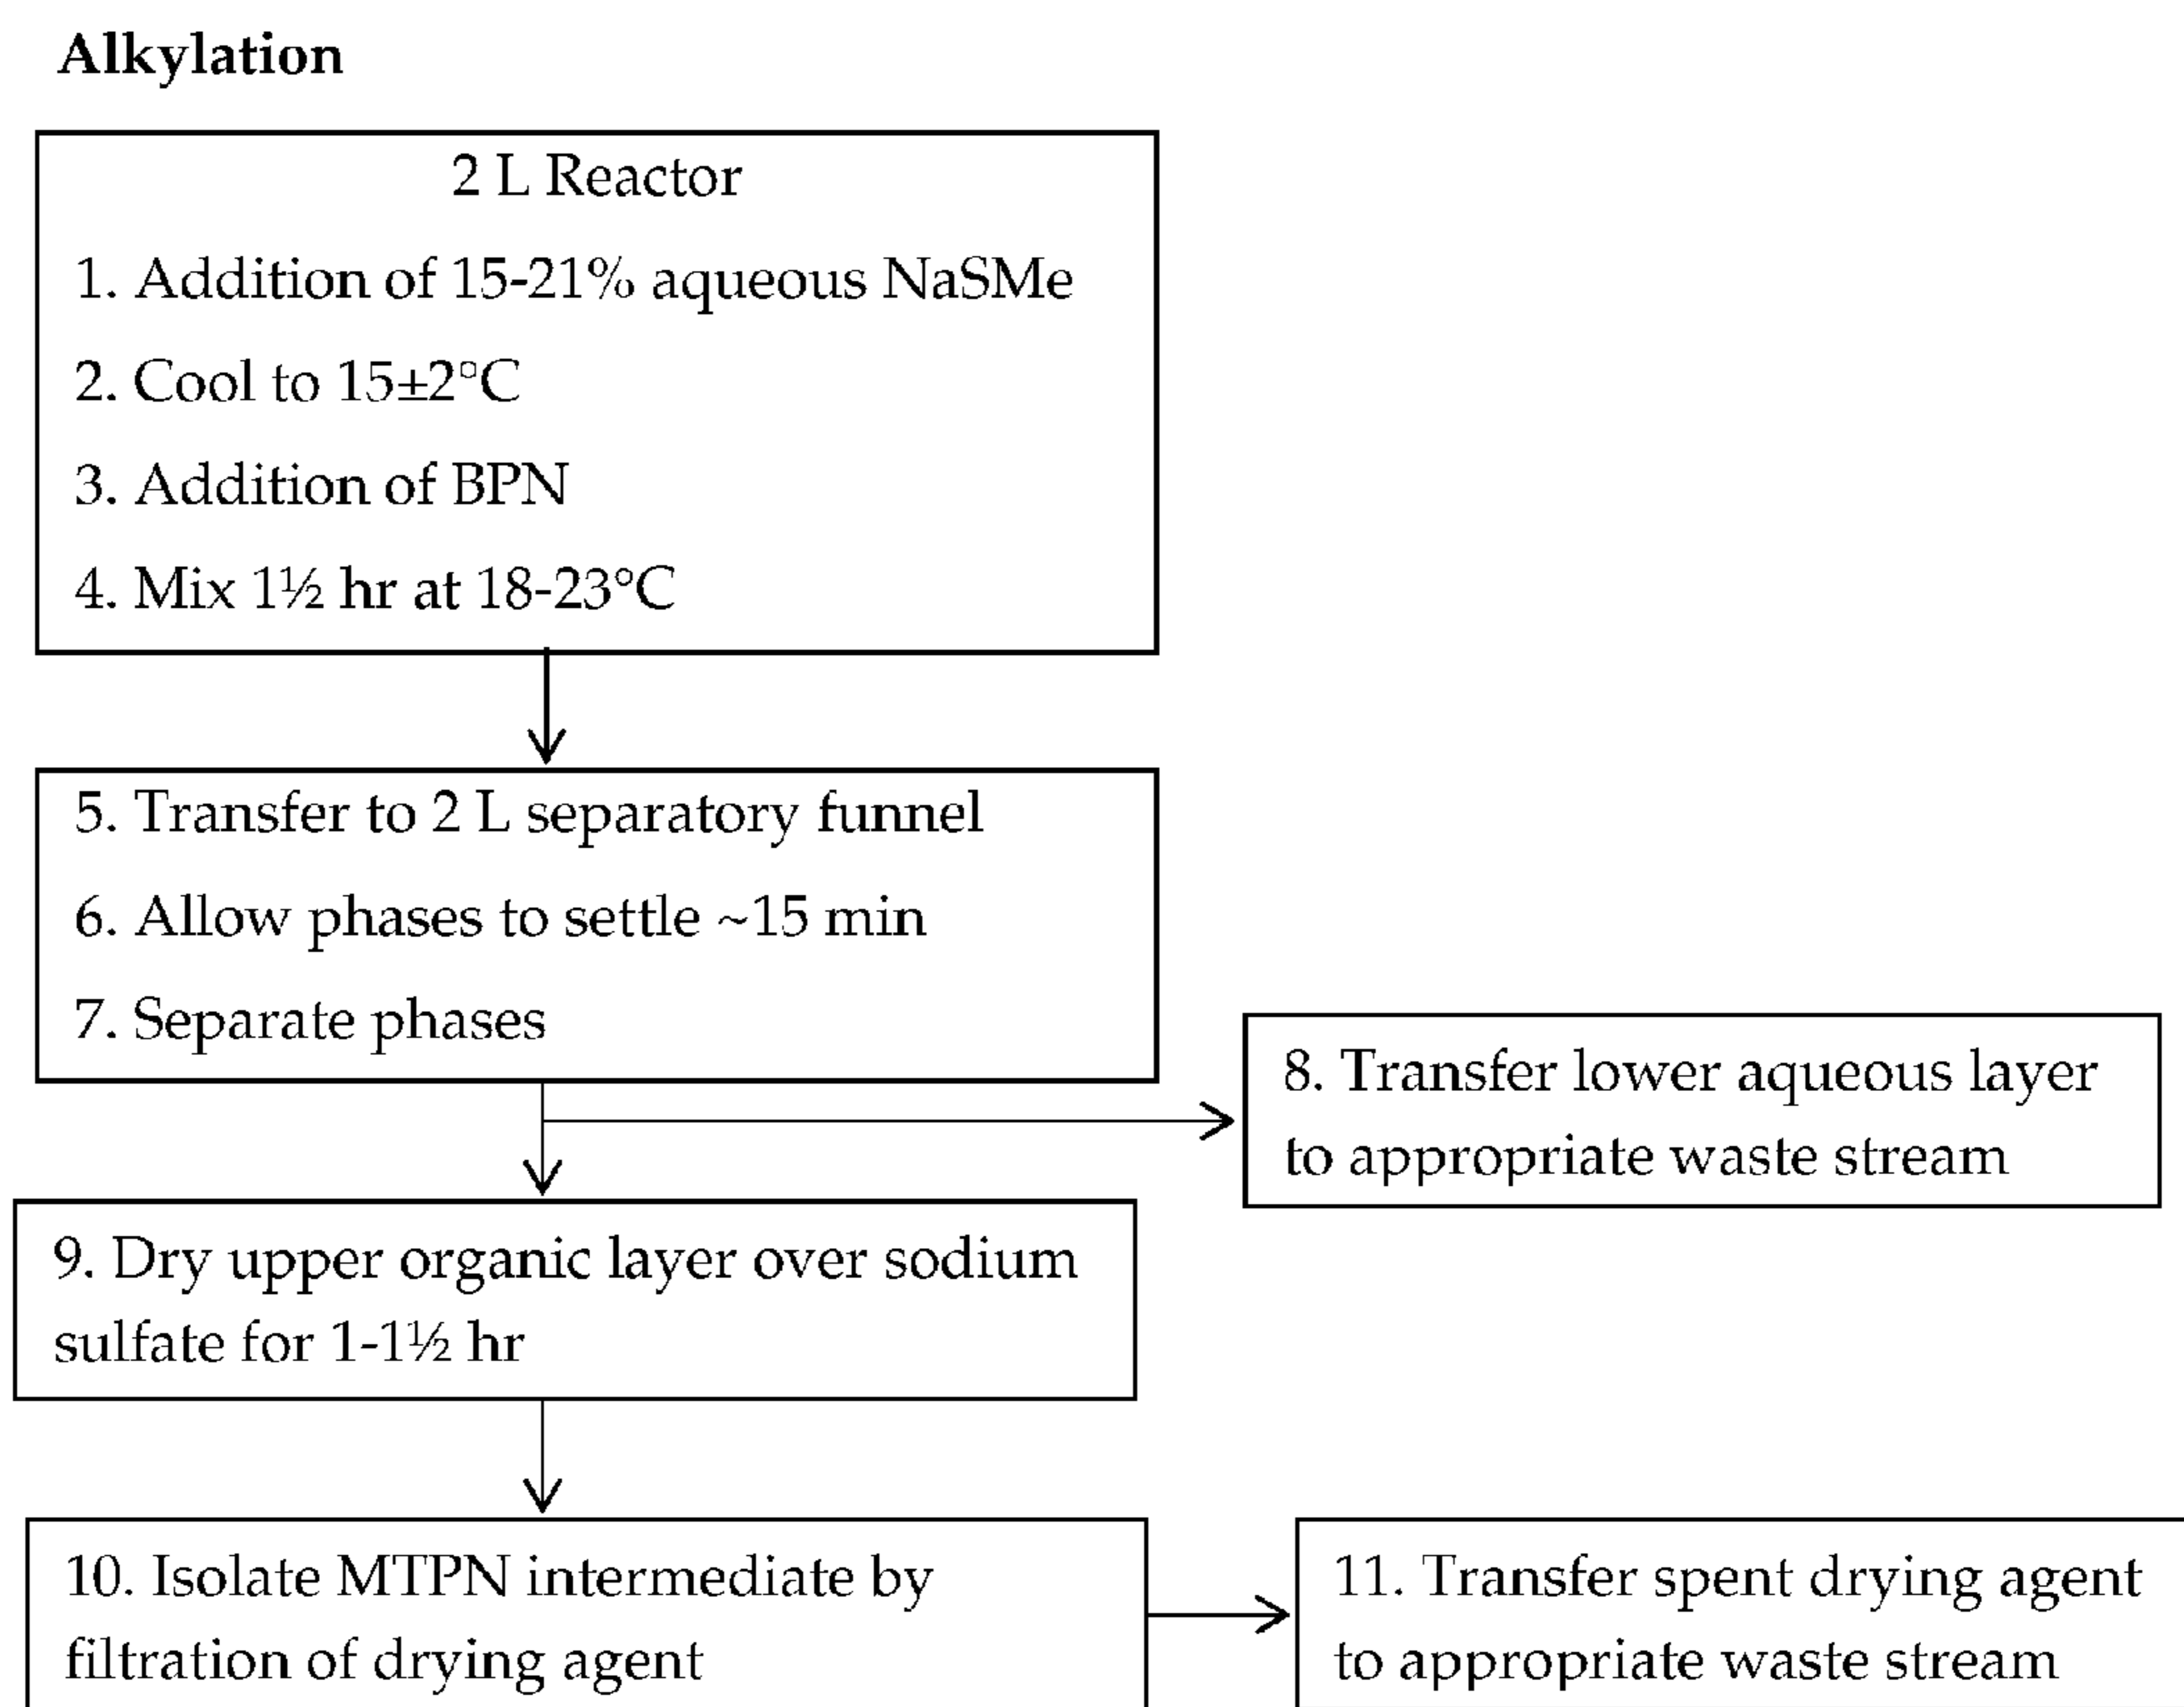 Alkylation
2 L Reactor
1. Addition of 15-21% aqueous NaSMe
2. Cool to 15±2°C
3. Addition of BPN
4. Mix 1½ hr at 18-23°C
5. Transfer to 2 L separatory funnel
6. Allow phases to settle ~15 min
7. Separate phases
8. Transfer lower aqueous layer
to appropriate waste stream
9. Dry upper organic layer over sodium
sulfate for 1-1½ hr
10. Isolate MTPN intermediate by
filtration of drying agent
11. Transfer spent drying agent
to appropriate waste stream